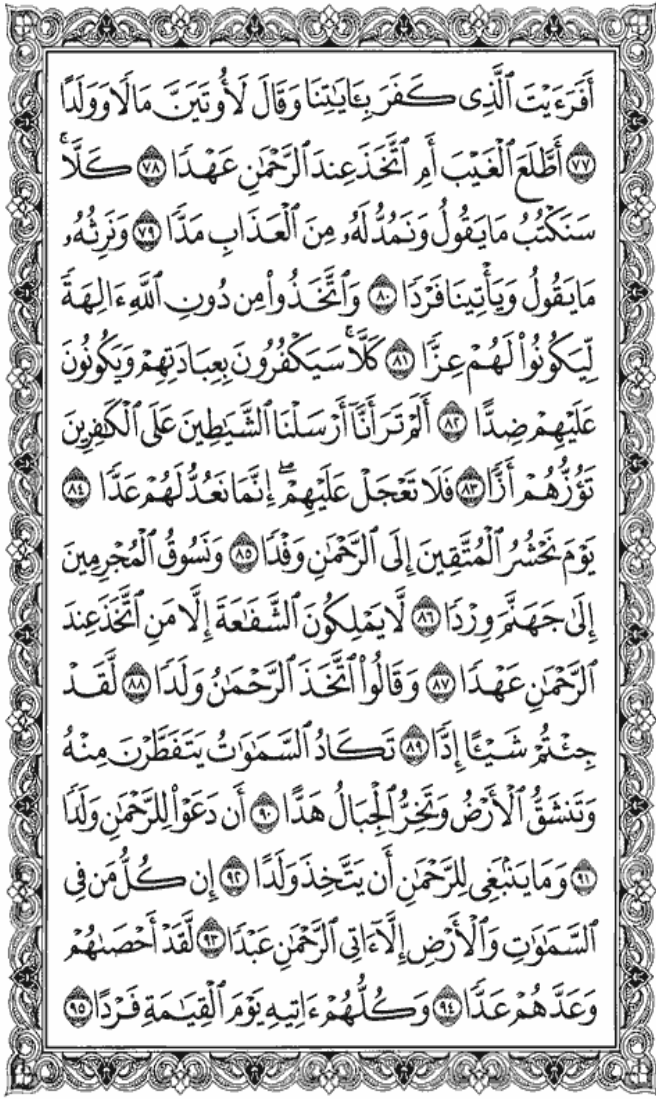 أَفَرَءَيْتَ ٱلَّذِى كَفَرَ بِـَٔايَٰتِنَا وَقَالَ لَأُوتَيَنَّ مَالًا وَوَلَدًا
﴿٧٧﴾ أَطَّلَعَ ٱلْغَيْبَ أَمِ ٱتَّخَذَ عِندَ ٱلرَّحْمَٰنِ عَهْدًا ﴿٧٨﴾ كَلَّا ۚ
سَنَكْتُبُ مَا يَقُولُ وَنَمُدُّ لَهُۥ مِنَ ٱلْعَذَابِ مَدًّا ﴿٧٩﴾ وَنَرِثُهُۥ
مَا يَقُولُ وَيَأْتِينَا فَرْدًا ﴿٨٠﴾ وَٱتَّخَذُوا۟ مِن دُونِ ٱللَّهِ ءَالِهَةً
لِّيَكُونُوا۟ لَهُمْ عِزًّا ﴿٨١﴾ كَلَّا ۚ سَيَكْفُرُونَ بِعِبَادَتِهِمْ وَيَكُونُونَ
عَلَيْهِمْ ضِدًّا ﴿٨٢﴾ أَلَمْ تَرَ أَنَّآ أَرْسَلْنَا ٱلشَّيَٰطِينَ عَلَى ٱلْكَٰفِرِينَ
تَؤُزُّهُمْ أَزًّا ﴿٨٣﴾ فَلَا تَعْجَلْ عَلَيْهِمْ ۖ إِنَّمَا نَعُدُّ لَهُمْ عَدًّا ﴿٨٤﴾
يَوْمَ نَحْشُرُ ٱلْمُتَّقِينَ إِلَى ٱلرَّحْمَٰنِ وَفْدًا ﴿٨٥﴾ وَنَسُوقُ ٱلْمُجْرِمِينَ
إِلَىٰ جَهَنَّمَ وِرْدًا ﴿٨٦﴾ لَّا يَمْلِكُونَ ٱلشَّفَٰعَةَ إِلَّا مَنِ ٱتَّخَذَ عِندَ
ٱلرَّحْمَٰنِ عَهْدًا ﴿٨٧﴾ وَقَالُوا۟ ٱتَّخَذَ ٱلرَّحْمَٰنُ وَلَدًا ﴿٨٨﴾ لَّقَدْ
جِئْتُمْ شَيْـًٔا إِدًّا ﴿٨٩﴾ تَكَادُ ٱلسَّمَٰوَٰتُ يَتَفَطَّرْنَ مِنْهُ
وَتَنشَقُّ ٱلْأَرْضُ وَتَخِرُّ ٱلْجِبَالُ هَدًّا ﴿٩٠﴾ أَن دَعَوْا۟ لِلرَّحْمَٰنِ وَلَدًا
﴿٩١﴾ وَمَا يَنۢبَغِى لِلرَّحْمَٰنِ أَن يَتَّخِذَ وَلَدًا ﴿٩٢﴾ إِن كُلُّ مَن فِى
ٱلسَّمَٰوَٰتِ وَٱلْأَرْضِ إِلَّآ ءَاتِى ٱلرَّحْمَٰنِ عَبْدًا ﴿٩٣﴾ لَّقَدْ أَحْصَىٰهُمْ
وَعَدَّهُمْ عَدًّا ﴿٩٤﴾ وَكُلُّهُمْ ءَاتِيهِ يَوْمَ ٱلْقِيَٰمَةِ فَرْدًا ﴿٩٥﴾